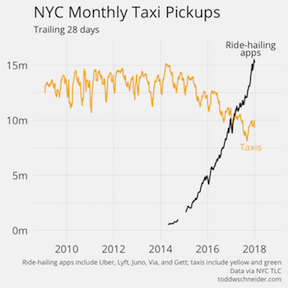 NYC Monthly Taxi Pickups
Trailing 28 days
Ride-hailing
apps
15m
10m
Taxis
5m
0m
2010 2012 2014 2016 2018
Ride-hailing apps include Uber, Lyft, Juno, Via, and Gett; taxis include yellow and green
Data via NYC TLC
toddwschneider.com